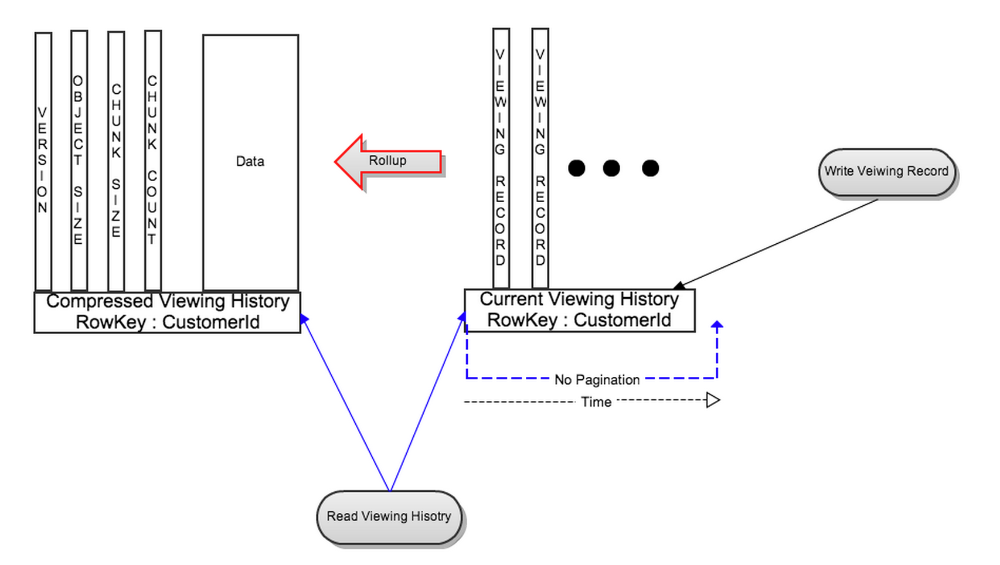 VERSION
OBJECT SIZE
CHUNK SIZE
CHUNK COUNT
Data
Compressed Viewing History
RowKey : CustomerId
Rollup
VIEWING RECORD
VIEWING RECORD
Current Viewing History
RowKey : CustomerId
Write Veiwing Record
No Pagination
Time
Read Viewing Hisotry